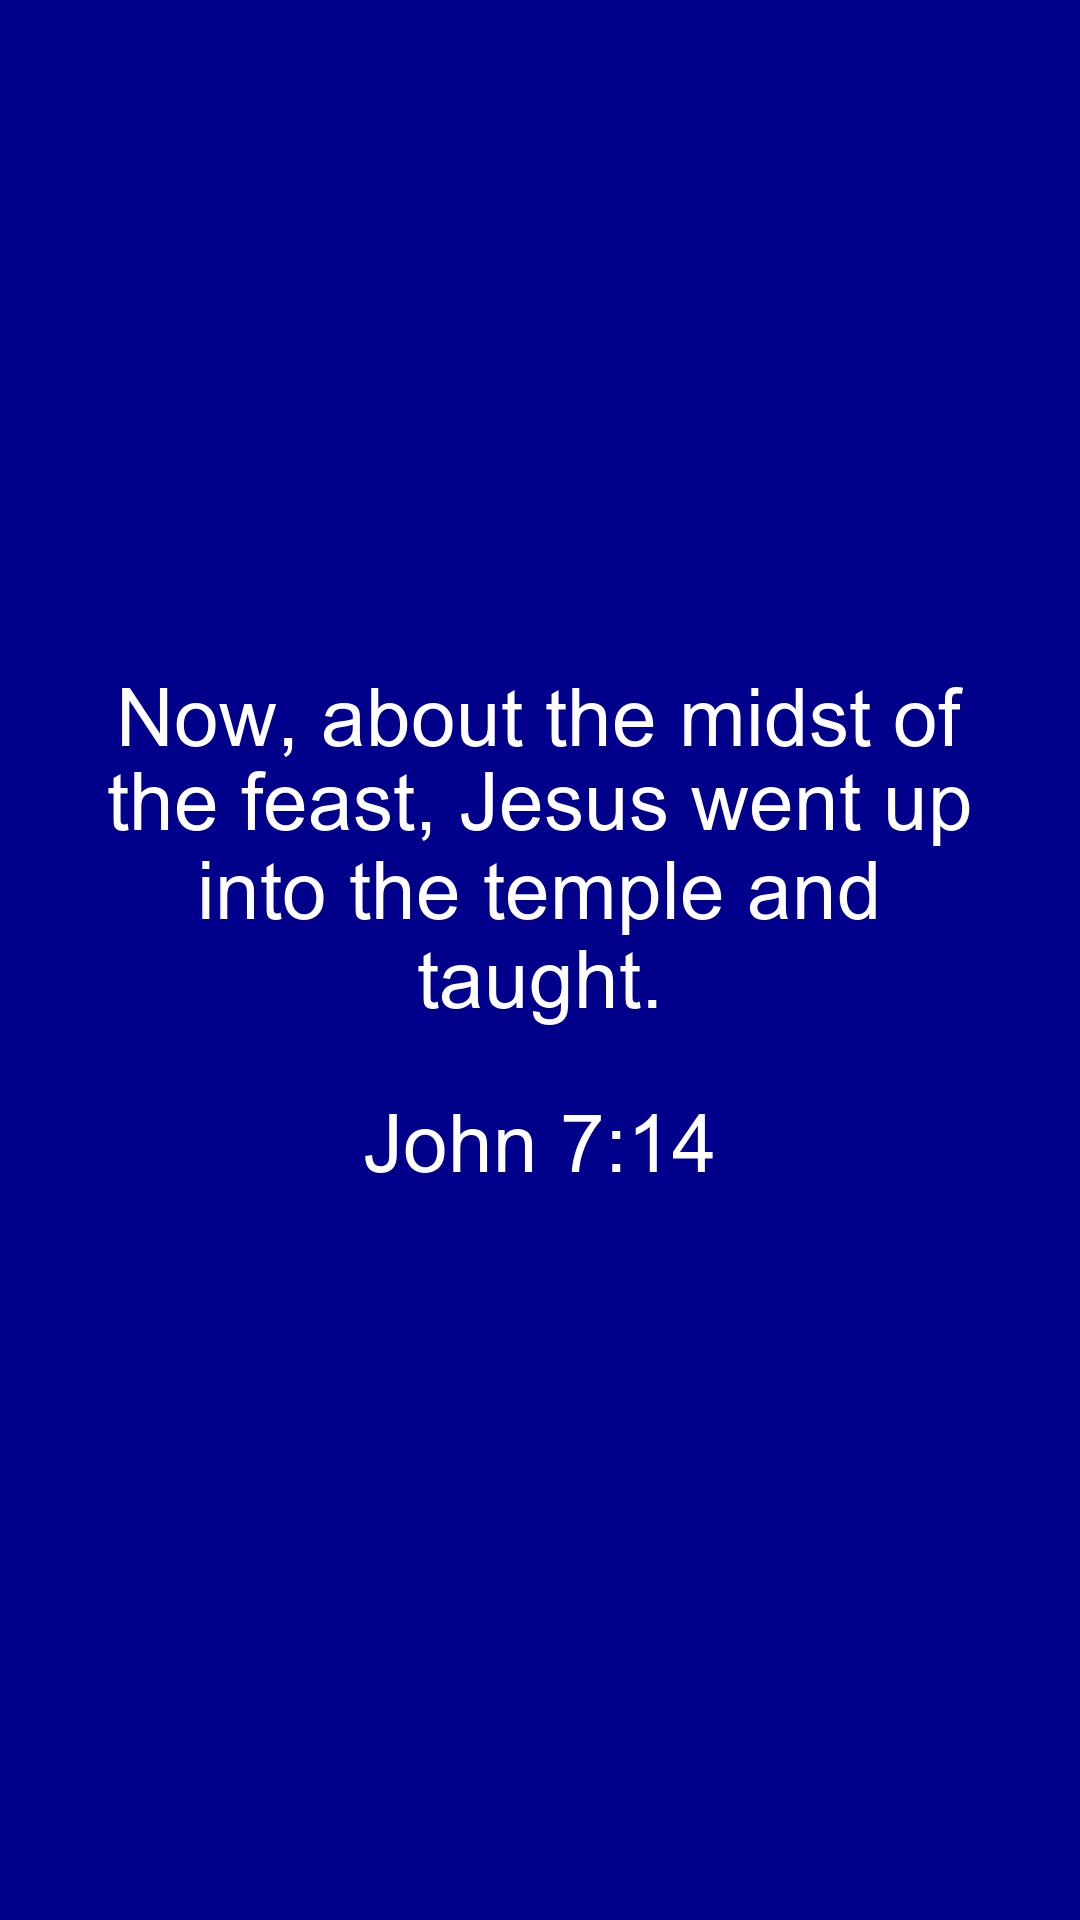 Now, about the midst of
the feast, Jesus went up
into the temple and
taught.
John 7:14